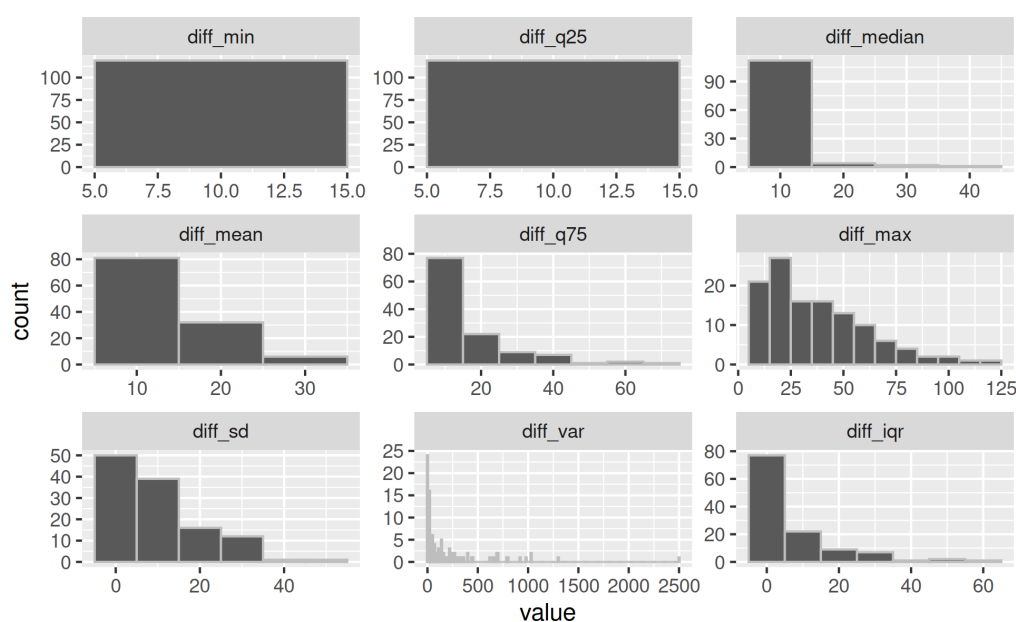 diff_min diff_q25 diff_median
100 75 50 25 0
100 75 50 25 0
90 60 30 0
5.0 7.5 10.0 12.5 15.0
5.0 7.5 10.0 12.5 15.0
10 20 30 40
diff_mean diff_q75 diff_max
80 60 40 20 0
80 60 40 20 0
20 10 0
10 20 30
20 40 60
0 25 50 75 100 125
diff_sd diff_var diff_iqr
50 40 30 20 10 0
25 20 15 10 5 0
80 60 40 20 0
0 20 40
0 500 1000 1500 2000 2500
0 20 40 60
count
value